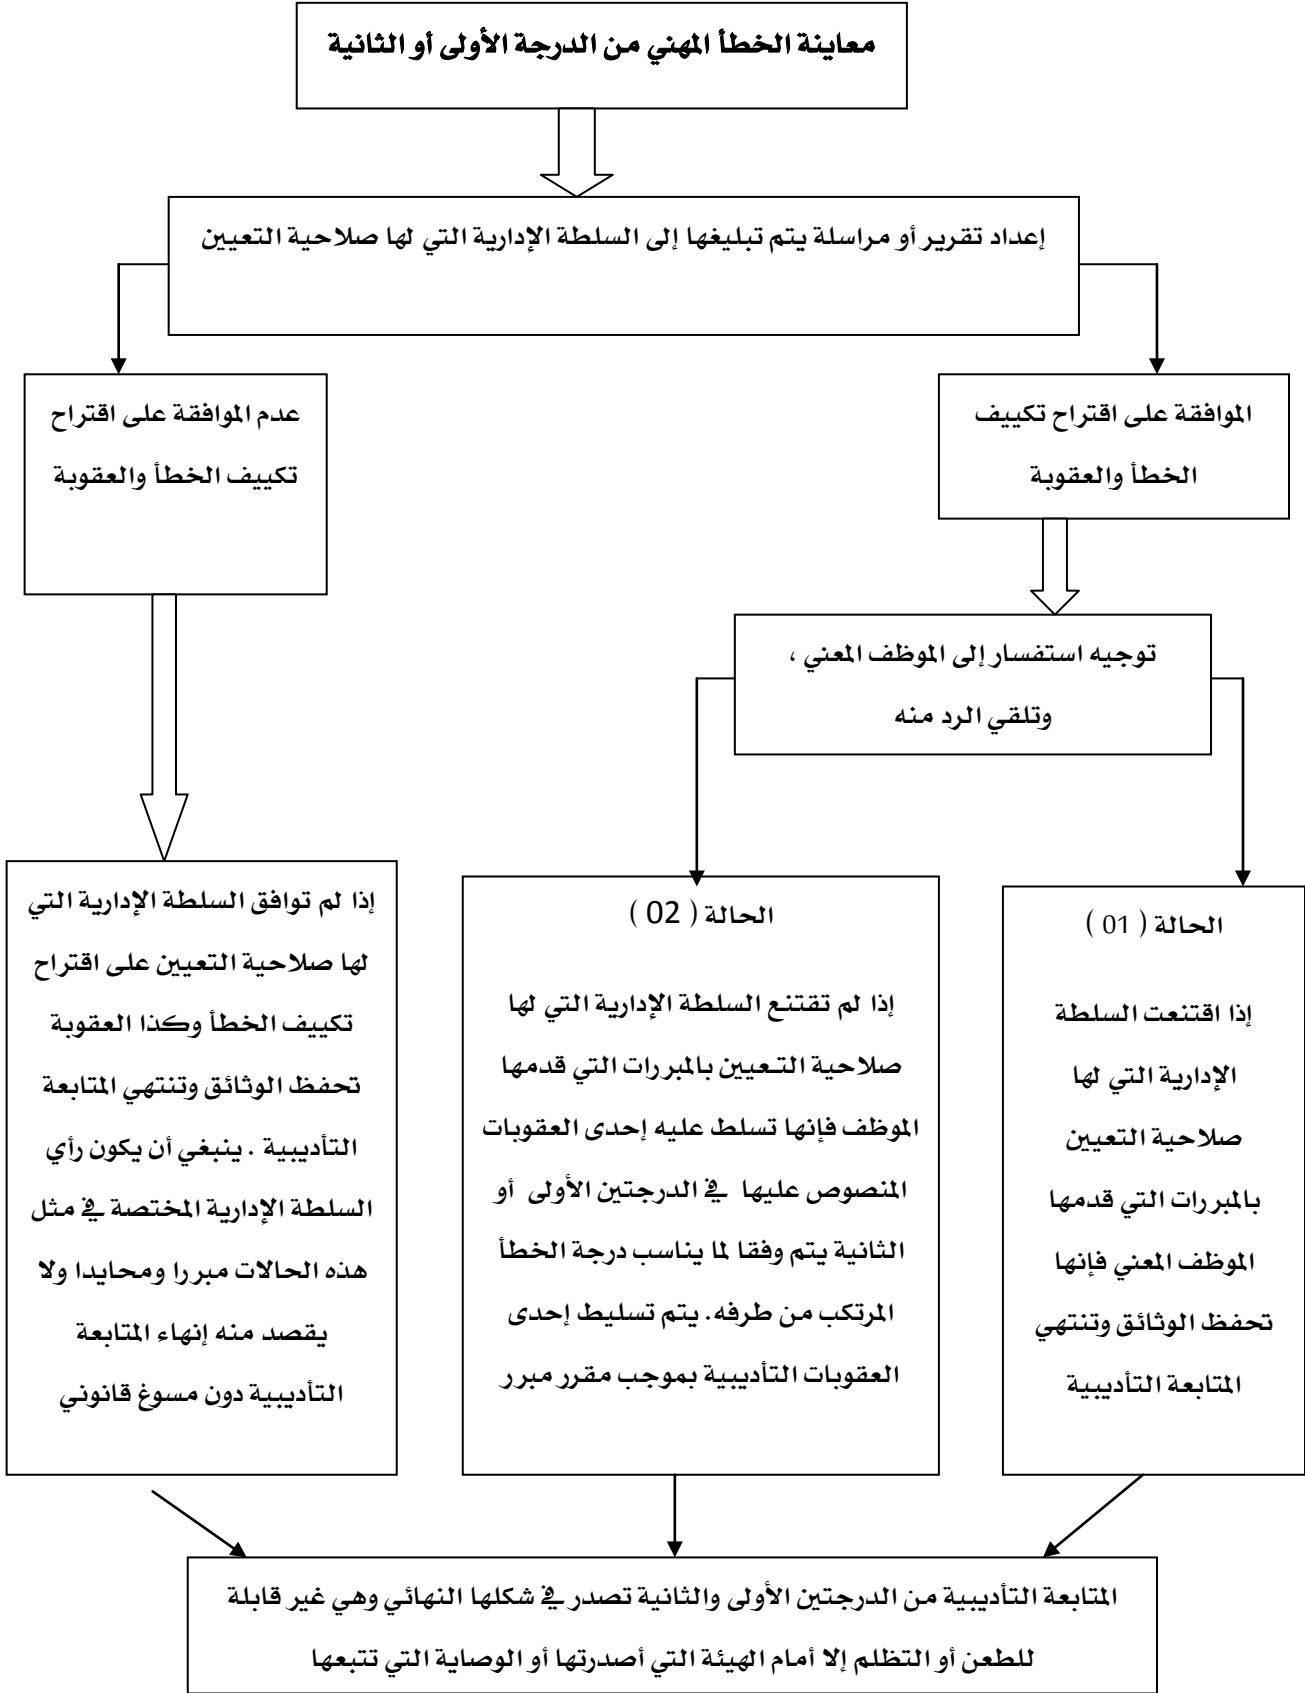 معاينة الخطأ المهني من الدرجة الأولى أو الثانية
إعداد تقرير أو مراسلة يتم تبليغها إلى السلطة الإدارية التي لها صلاحية التعيين
الموافقة على اقتراح تكييف
الخطأ والعقوبة
عدم الموافقة على اقتراح
تكييف الخطأ والعقوبة
توجيه استفسار إلى الموظف المعني ،
وتلقي الرد منه
الحالة ( 01 )
إذا اقتنعت السلطة
الإدارية التي لها
صلاحية التعيين
بالمبررات التي قدمها
الموظف المعني فإنها
تحفظ الوثائق وتنتهي
المتابعة التأديبية
الحالة ( 02 )
إذا لم تقتنع السلطة الإدارية التي لها
صلاحية التعيين بالمبررات التي قدمها
الموظف فإنها تسلط عليه إحدى العقوبات
المنصوص عليها في الدرجتين الأولى أو
الثانية يتم وفقا لما يناسب درجة الخطأ
المرتكب من طرفه. يتم تسليط إحدى
العقوبات التأديبية بموجب مقرر مبرر
إذا لم توافق السلطة الإدارية التي
لها صلاحية التعيين على اقتراح
تكييف الخطأ وكذا العقوبة
تحفظ الوثائق وتنتهي المتابعة
التأديبية . ينبغي أن يكون رأي
السلطة الإدارية المختصة في مثل
هذه الحالات مبررا ومحايدا ولا
يقصد منه إنهاء المتابعة
التأديبية دون مسوغ قانوني
المتابعة التأديبية من الدرجتين الأولى والثانية تصدر في شكلها النهائي وهي غير قابلة
للطعن أو التظلم إلا أمام الهيئة التي أصدرتها أو الوصاية التي تتبعها